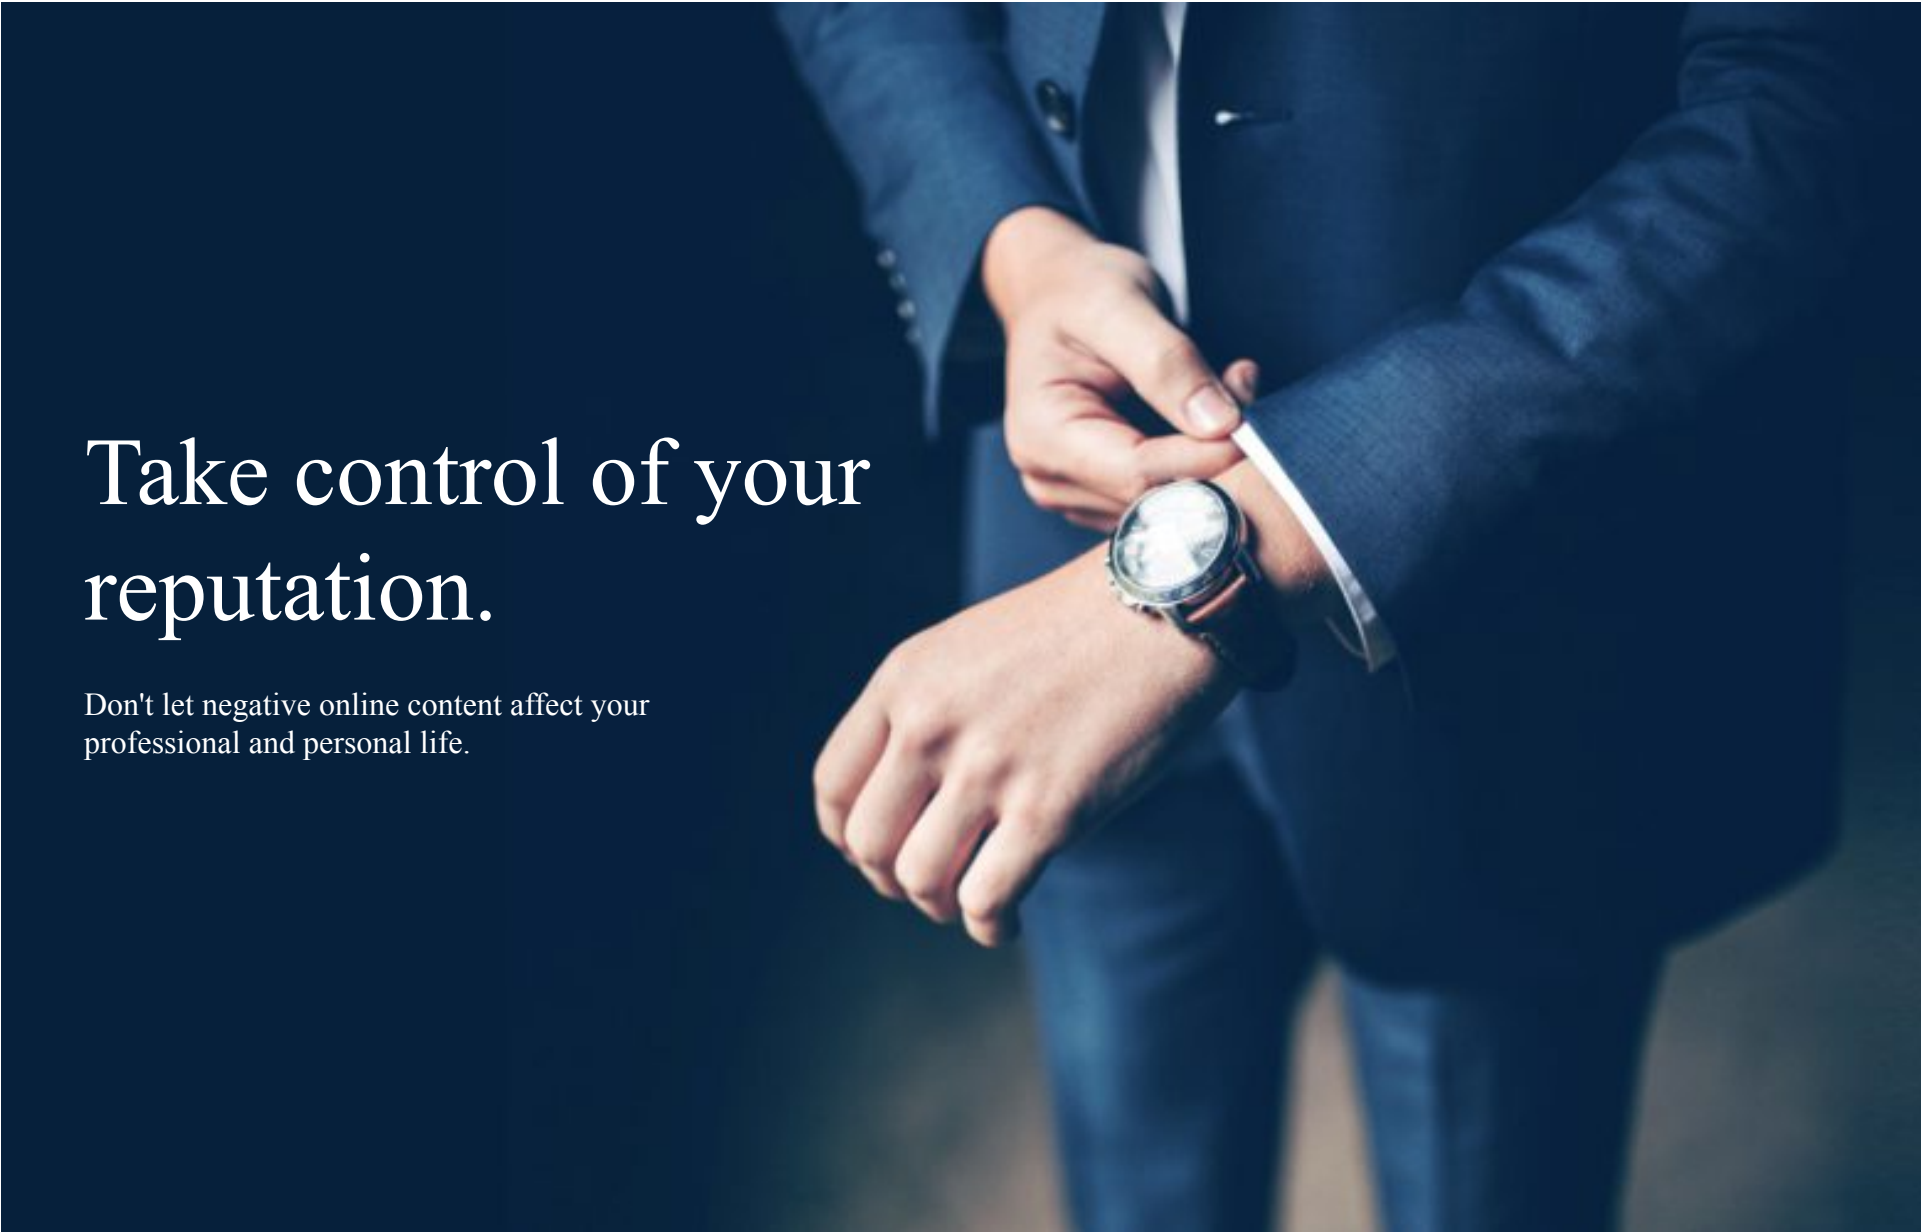 Take control of your
reputation.
Don't let negative online content affect your
professional and personal life.